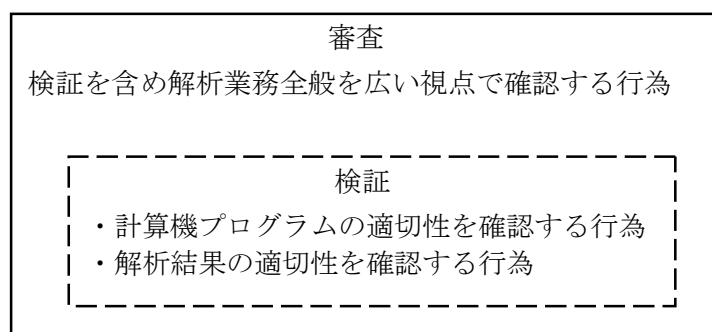 審査
検証を含め解析業務全般を広い視点で確認する行為
検証
・計算機プログラムの適切性を確認する行為
・解析結果の適切性を確認する行為